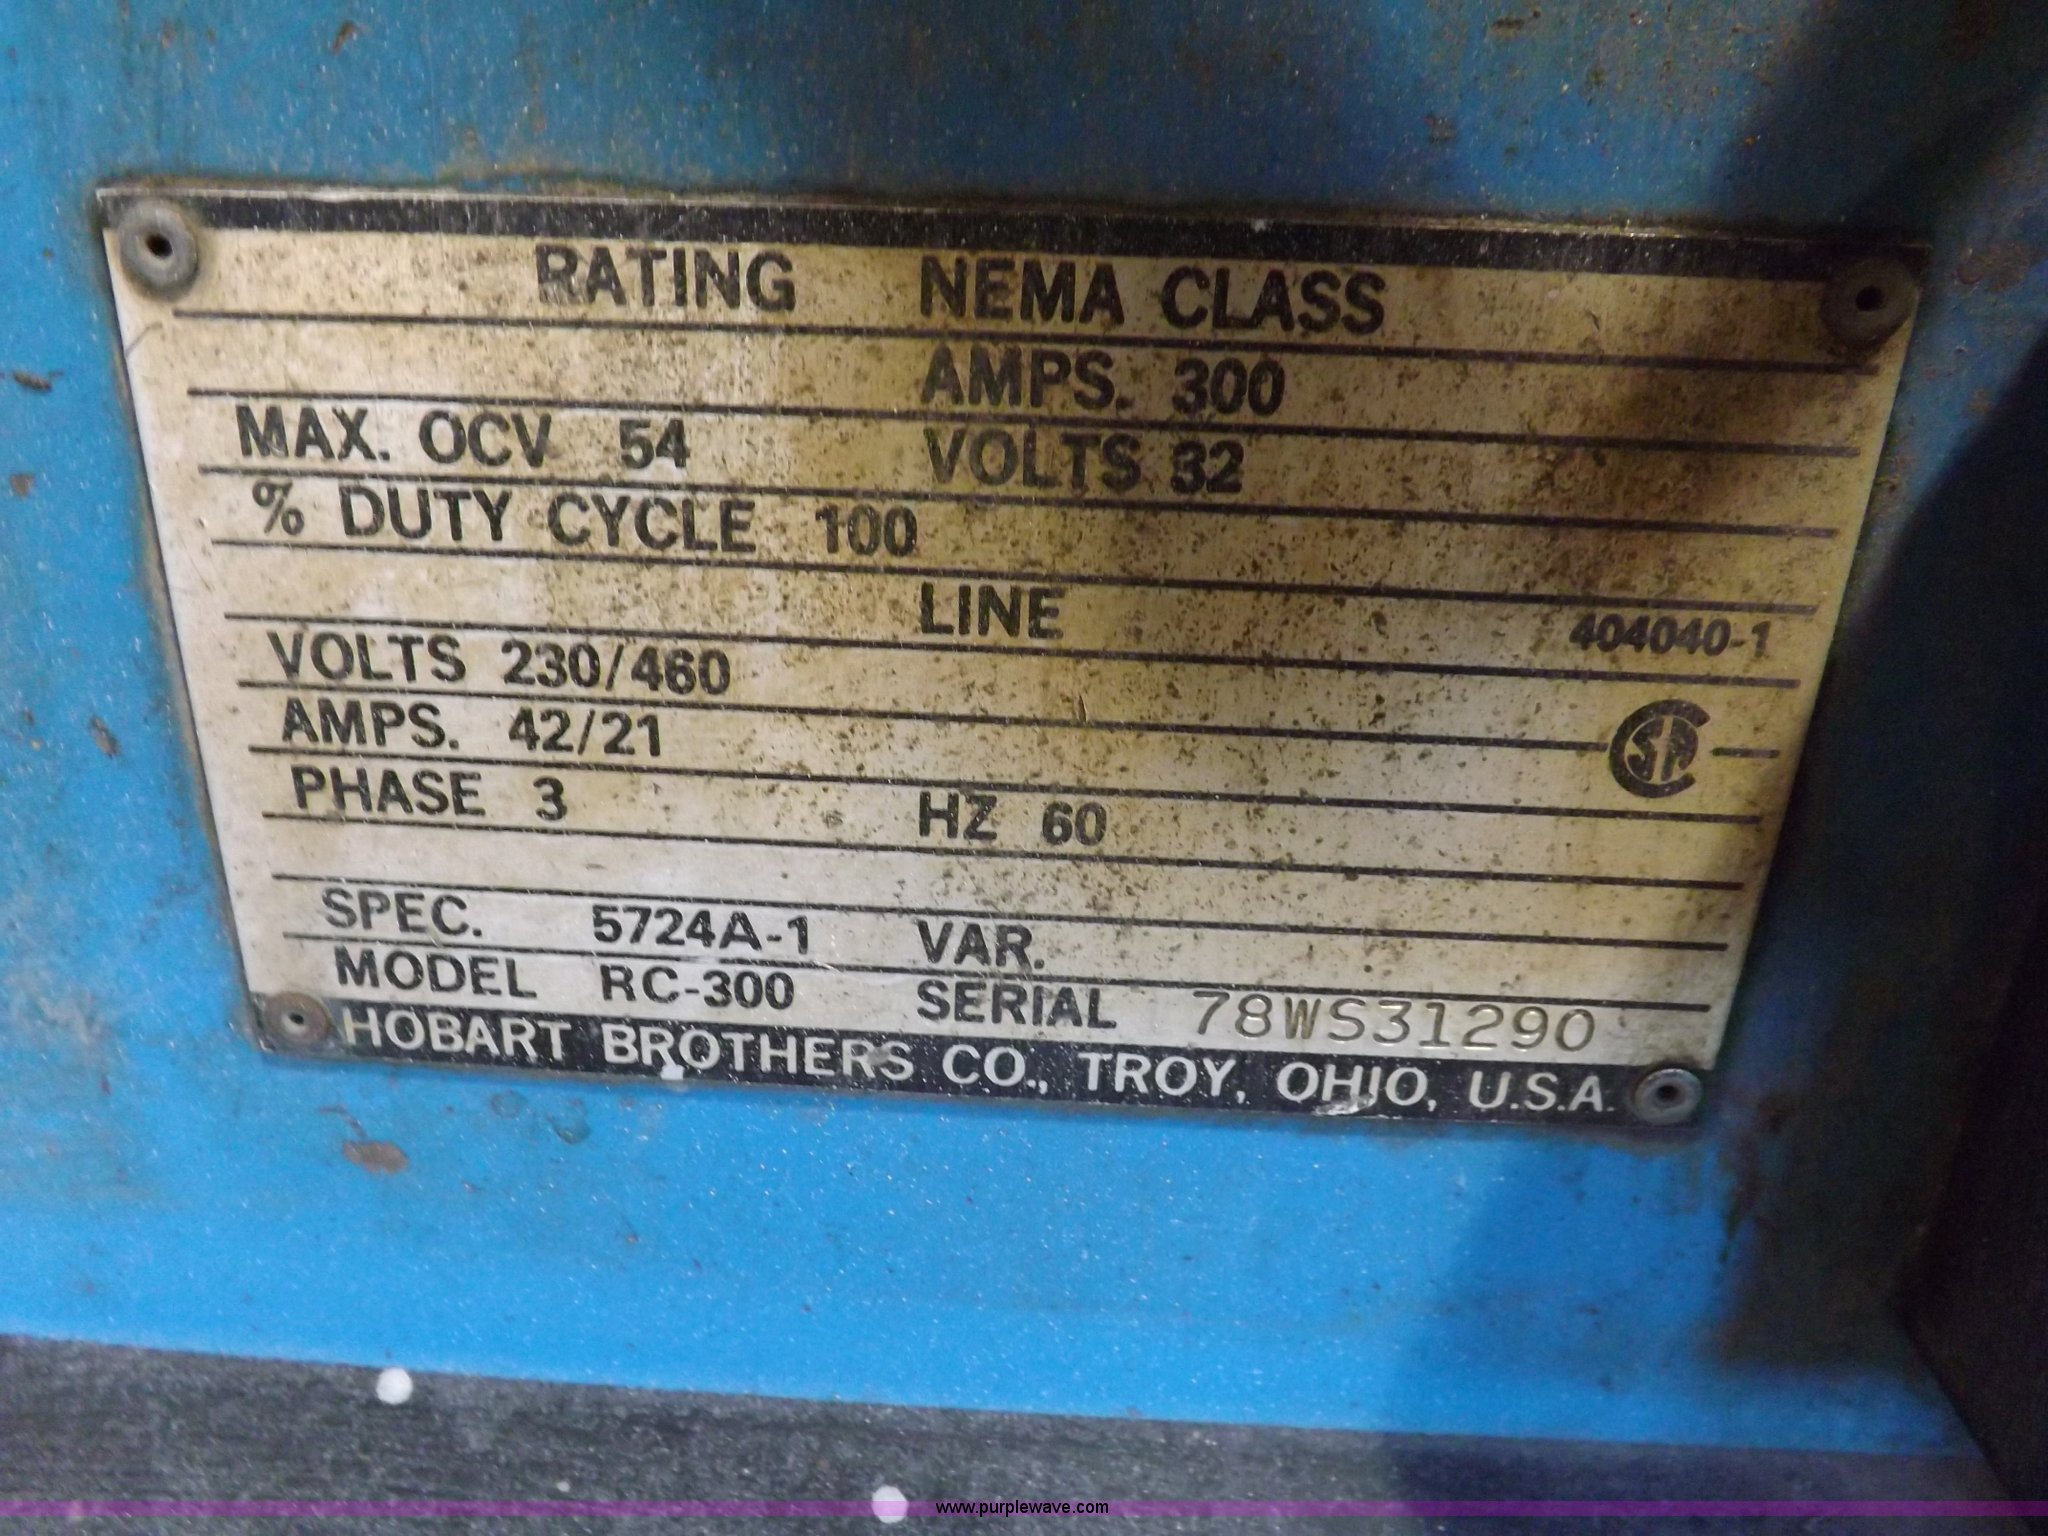 RATING NEMA CLASS
AMPS. 300
MAX. OCV 54 VOLTS 32
% DUTY CYCLE 100
LINE 404040-1
VOLTS 230/460
AMPS. 42/21
PHASE 3 HZ 60
SPEC. 5724A-1 VAR.
MODEL RC-300 SERIAL 78WS31290
HOBART BROTHERS CO., TROY, OHIO, U.S.A.
www.purplewave.com